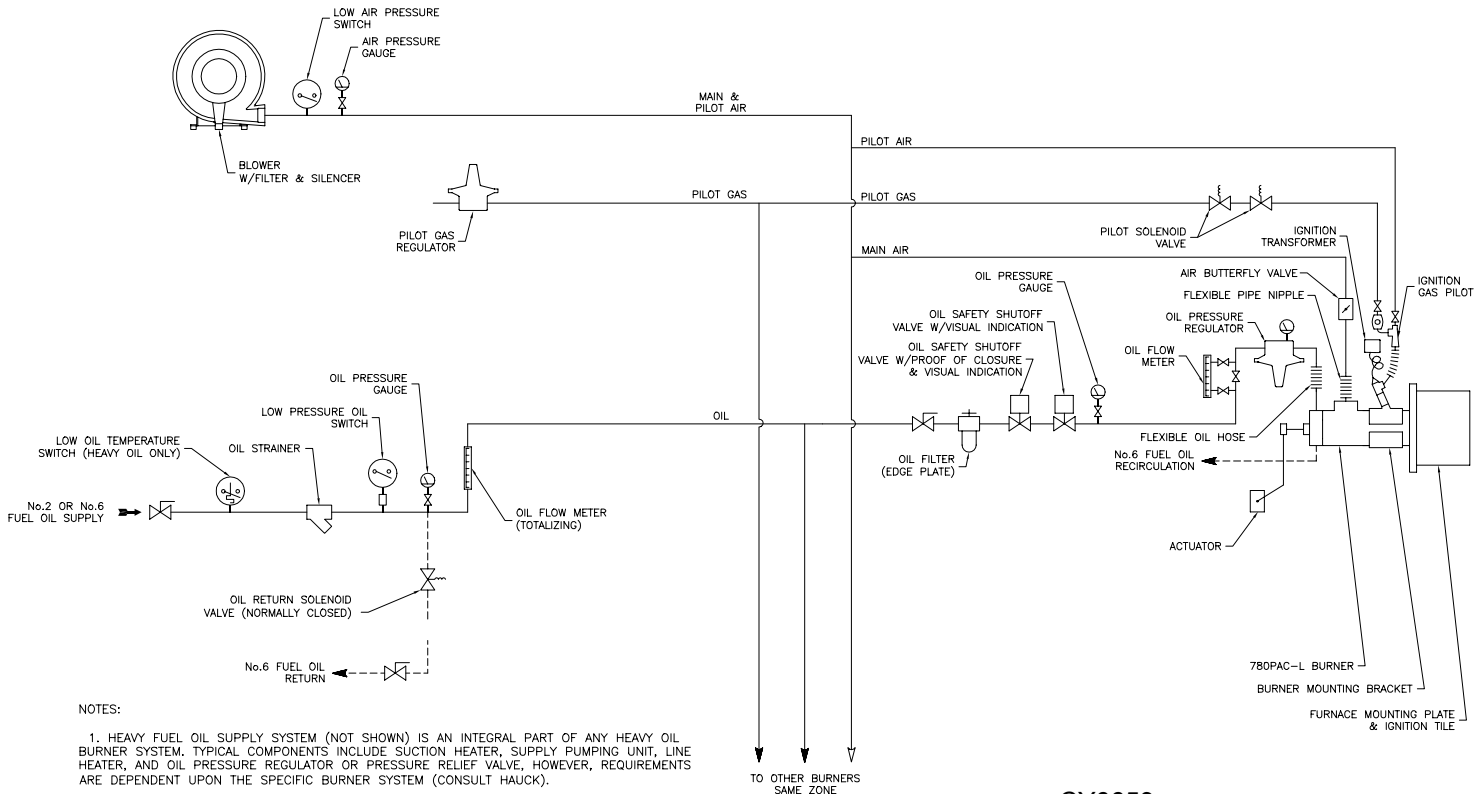 LOW AIR PRESSURE
SWITCH
AIR PRESSURE
GAUGE
MAIN &
PILOT AIR
PILOT AIR
BLOWER
W/FILTER & SILENCER
PILOT GAS
PILOT GAS
PILOT GAS
REGULATOR
PILOT SOLENOID
VALVE
IGNITION
TRANSFORMER
MAIN AIR
OIL PRESSURE
GAUGE
AIR BUTTERFLY VALVE
IGNITION
GAS PILOT
FLEXIBLE PIPE NIPPLE
OIL SAFETY SHUTOFF
VALVE W/VISUAL INDICATION
OIL PRESSURE
REGULATOR
OIL SAFETY SHUTOFF
VALVE W/PROOF OF CLOSURE
& VISUAL INDICATION
OIL FLOW
METER
OIL PRESSURE
GAUGE
LOW PRESSURE OIL
SWITCH
OIL
LOW OIL TEMPERATURE
SWITCH (HEAVY OIL ONLY)
OIL STRAINER
FLEXIBLE OIL HOSE
OIL FILTER
(EDGE PLATE)
No.6 FUEL OIL
RECIRCULATION
No.2 OR No.6
FUEL OIL SUPPLY
OIL FLOW METER
(TOTALIZING)
ACTUATOR
OIL RETURN SOLENOID
VALVE (NORMALLY CLOSED)
No.6 FUEL OIL
RETURN
780PAC-L BURNER
BURNER MOUNTING BRACKET
FURNACE MOUNTING PLATE
& IGNITION TILE
NOTES:
1. HEAVY FUEL OIL SUPPLY SYSTEM (NOT SHOWN) IS AN INTEGRAL PART OF ANY HEAVY OIL
BURNER SYSTEM. TYPICAL COMPONENTS INCLUDE SUCTION HEATER, SUPPLY PUMPING UNIT, LINE
HEATER, AND OIL PRESSURE REGULATOR OR PRESSURE RELIEF VALVE, HOWEVER, REQUIREMENTS
ARE DEPENDENT UPON THE SPECIFIC BURNER SYSTEM (CONSULT HAUCK).
TO OTHER BURNERS
SAME ZONE